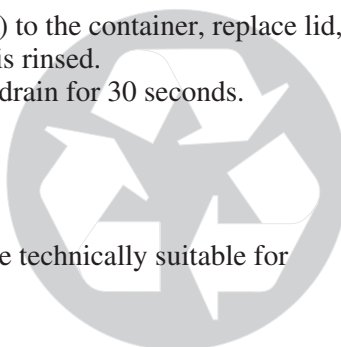 ) to the container, replace lid,
is rinsed.
drain for 30 seconds.
e technically suitable for